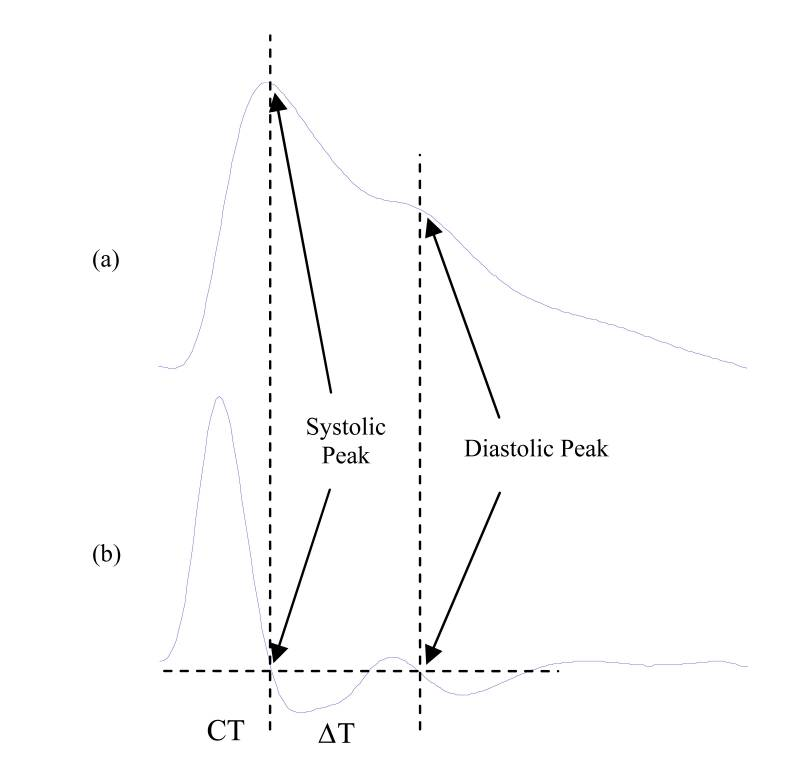 (a)
Systolic
Peak
Diastolic Peak
(b)
CT
ΔT